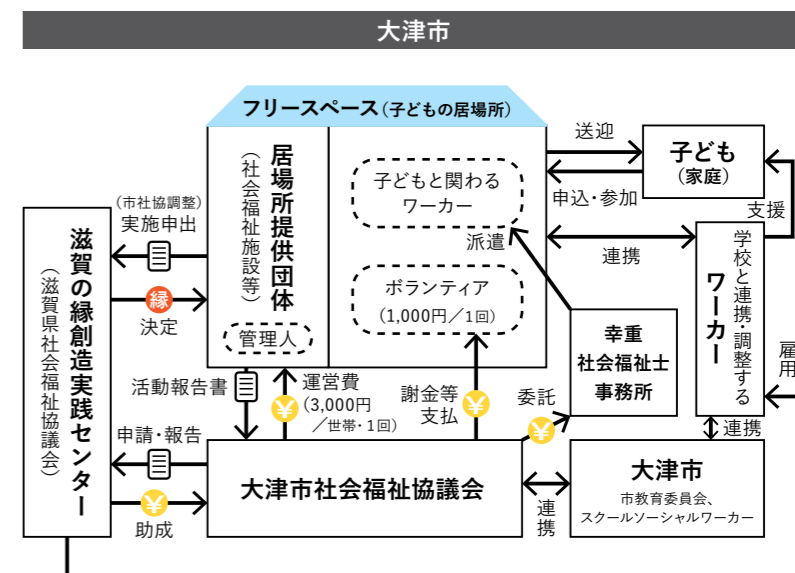 大津市
フリースペース(子どもの居場所)
居場所提供団体
(社会福祉施設等)
管理人
子どもと関わる
ワーカー
派遣
ボランティア
(1,000円/1回)
送迎
申込・参加
子ども
(家庭)
支援
連携
学校と連携・調整する
ワーカー
雇用
(市社協調整)
実施申出
縁
決定
滋賀の縁創造実践センター
(滋賀県社会福祉協議会)
幸重
社会福祉士
事務所
活動報告書
¥
運営費
(3,000円
/世帯・1回)
謝金等
支払
¥
委託
¥
連携
申請・報告
¥
助成
大津市社会福祉協議会
連携
大津市
市教育委員会、
スクールソーシャルワーカー